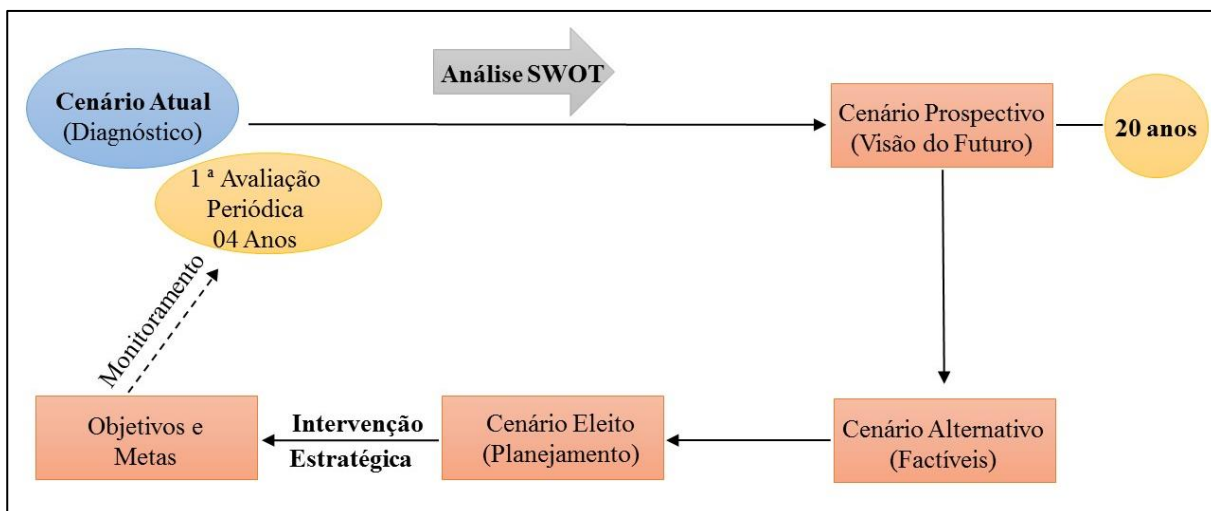 Análise SWOT
Cenário Atual
(Diagnóstico)
Cenário Prospectivo
(Visão do Futuro)
20 anos
1 ª Avaliação
Periódica
04 Anos
Monitoramento
Objetivos e
Metas
Intervenção
Estratégica
Cenário Eleito
(Planejamento)
Cenário Alternativo
(Factíveis)